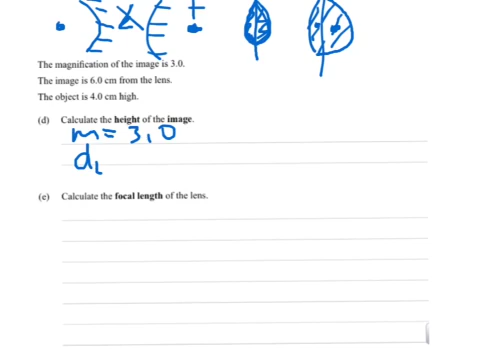 The magnification of the image is 3.0.
The image is 6.0 cm from the lens.
The object is 4.0 cm high.
(d) Calculate the height of the image.
m = 3,0
di
(e) Calculate the focal length of the lens.